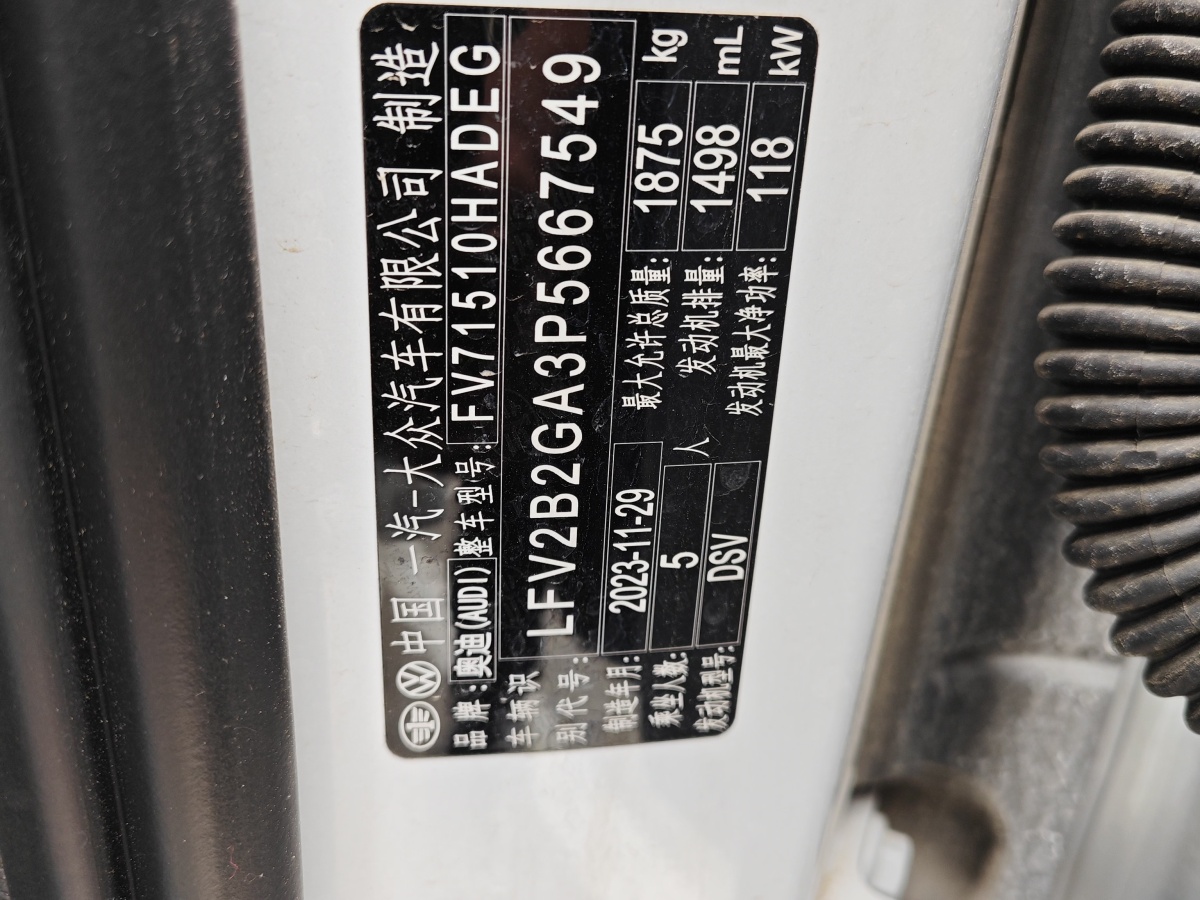 中国 一汽-大众汽车有限公司 制造
品牌:奥迪(AUDI) 整车型号:FV71510HADEG
车辆识别代号:LFV2B2GA3P5667549
制造年月:2023-11-29 最大允许总质量:1875 kg
乘坐人数:5 人 发动机排量:1498 mL
发动机型号:DSV 发动机最大净功率:118 kW